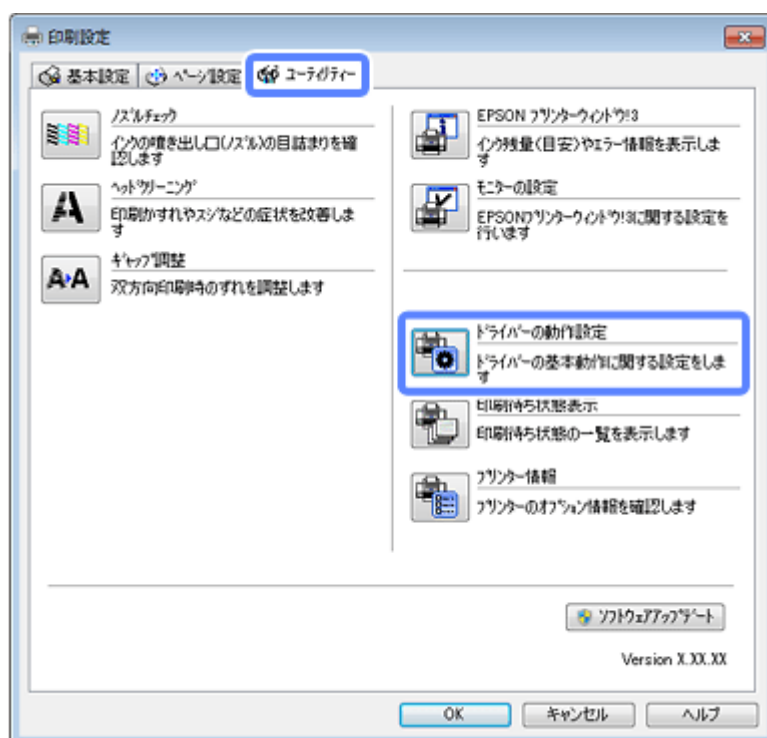 印刷設定
基本設定
ページ設定
ユーティリティー
ノズルチェック
インクの噴き出し口(ノズル)の目詰まりを確
認します
ヘッドクリーニング
印刷かすれやスジなどの症状を改善しま
す
ギャップ調整
双方向印刷時のずれを調整します
EPSON プリンターウィンドウ!3
インク残量(目安)やエラー情報を表示しま
す
モニターの設定
EPSONプリンターウィンドウ!3に関する設定を
行います
ドライバーの動作設定
ドライバーの基本動作に関する設定をしま
す
印刷待ち状態表示
印刷待ち状態の一覧を表示します
プリンター情報
プリンターのオプション情報を確認します
ソフトウェアアップデート
Version X.XX.XX
OK
キャンセル
ヘルプ